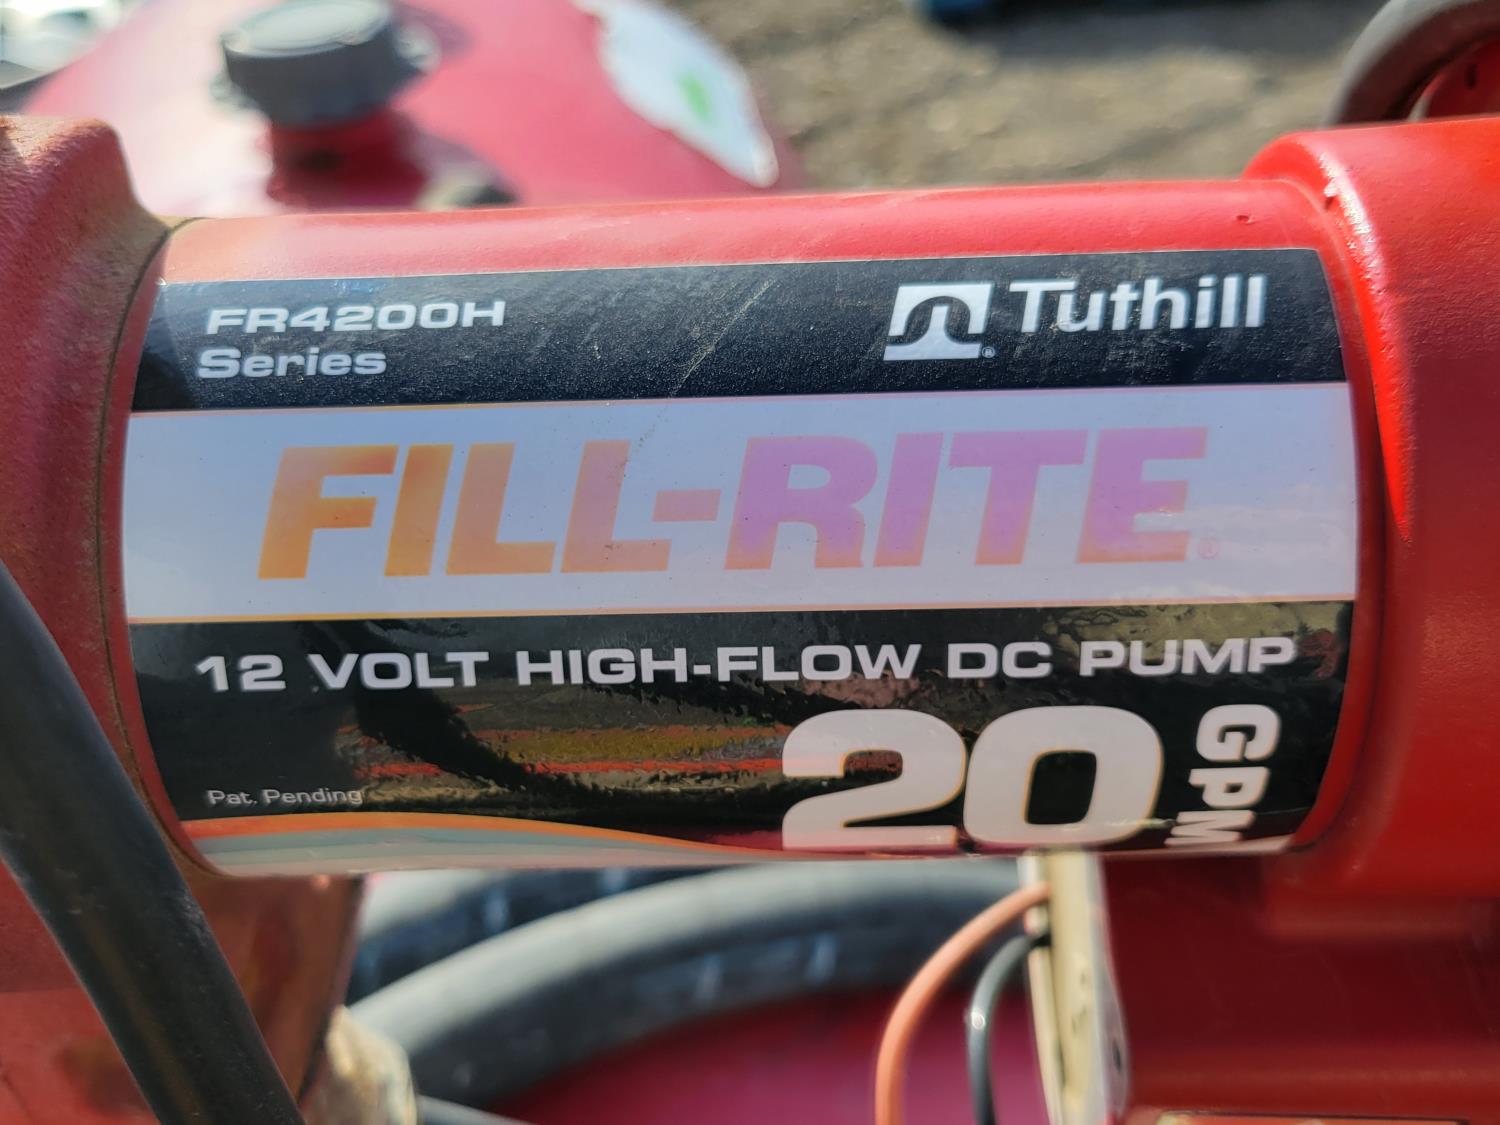 FR4200H
Series
Tuthill
FILL-RITE®
12 VOLT HIGH-FLOW DC PUMP
20 GPM
Pat. Pending